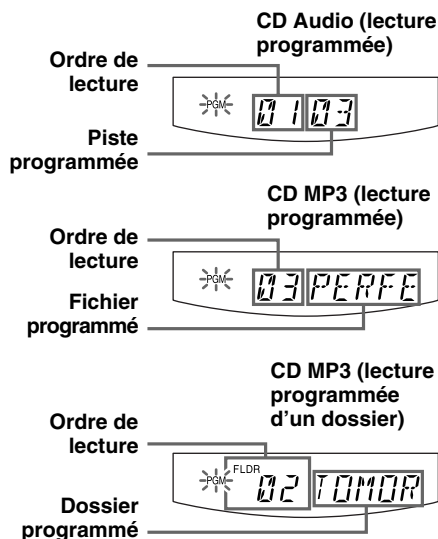 CD Audio (lecture
programmée)
Ordre de
lecture
PGM
01 03
Piste
programmée
CD MP3 (lecture
programmée)
Ordre de
lecture
PGM
03 PERFE
Fichier
programmé
CD MP3 (lecture
programmée
d'un dossier)
Ordre de
lecture
FLDR
PGM
02 TOMOR
Dossier
programmé